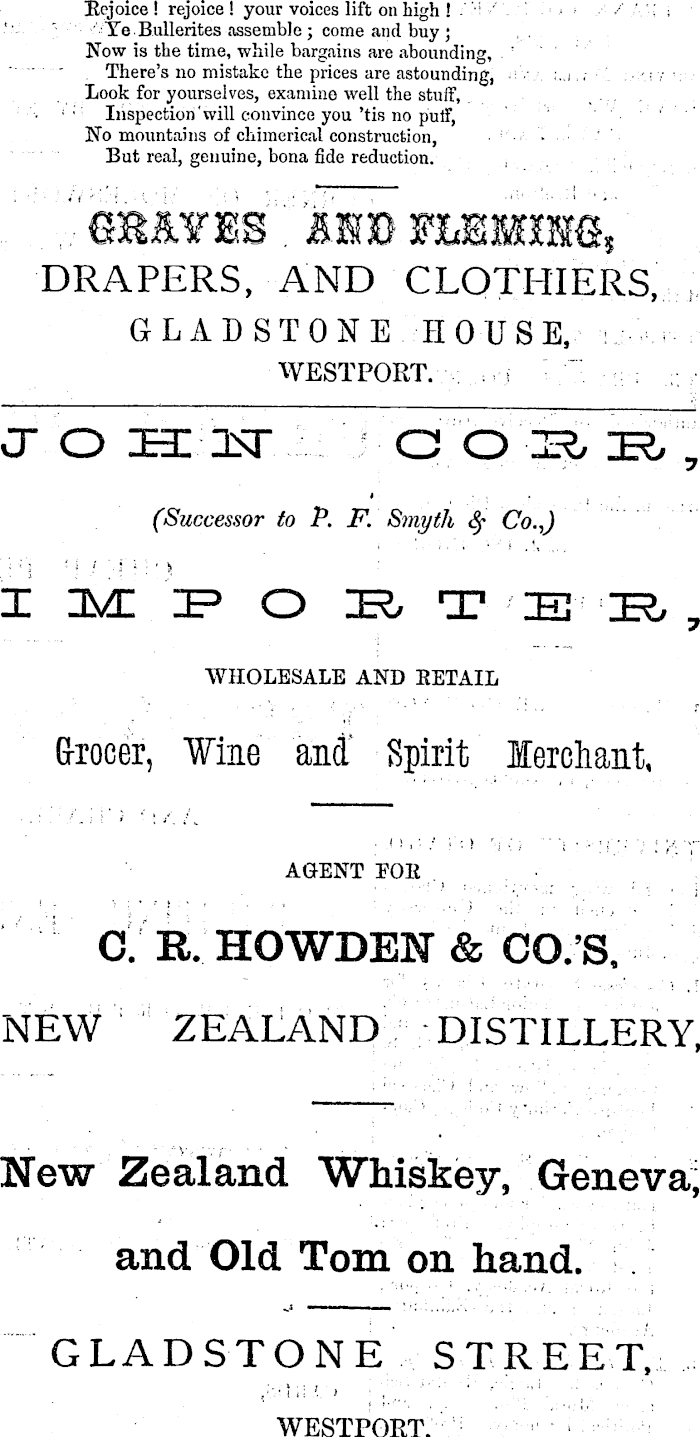 Rejoice ! rejoice ! your voices lift on high !
Ye Bullerites assemble ; come and buy ;
Now is the time, while bargains are abounding,
There's no mistake the prices are astounding,
Look for yourselves, examine well the stuff,
Inspection will convince you 'tis no puff,
No mountains of chimerical construction,
But real, genuine, bona fide reduction.
GRAVES AND FLEMING,
DRAPERS, AND CLOTHIERS,
GLADSTONE HOUSE,
WESTPORT.
JOHN CORR,
(Successor to P. F. Smyth & Co.,)
IMPORTER,
WHOLESALE AND RETAIL
Grocer, Wine and Spirit Merchant,
AGENT FOR
C. R. HOWDEN & CO.'S,
NEW ZEALAND DISTILLERY,
New Zealand Whiskey, Geneva,
and Old Tom on hand.
GLADSTONE STREET,
WESTPORT.